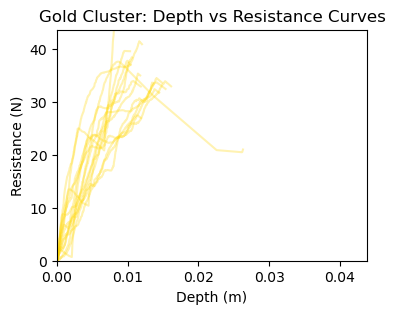 Gold Cluster: Depth vs Resistance Curves
Resistance (N)
40
30
20
10
0
0.00 0.01 0.02 0.03 0.04
Depth (m)